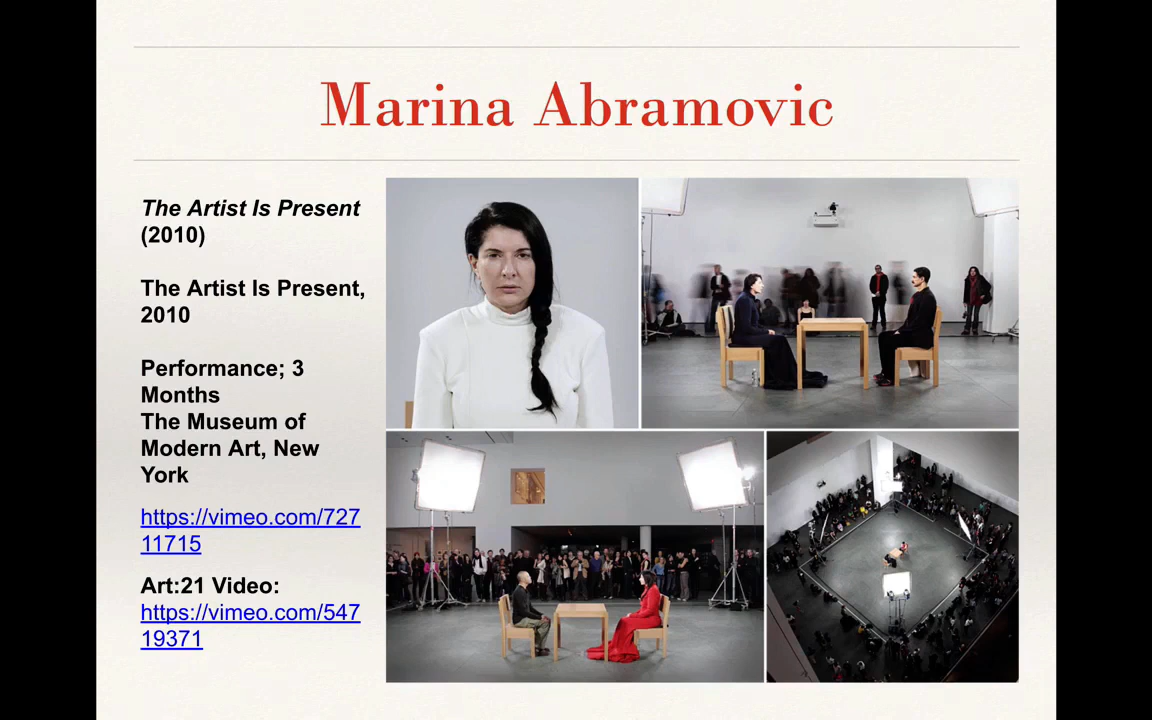 Marina Abramovic
The Artist Is Present
(2010)
The Artist Is Present,
2010
Performance; 3
Months
The Museum of
Modern Art, New
York
https://vimeo.com/727
11715
Art:21 Video:
https://vimeo.com/547
19371